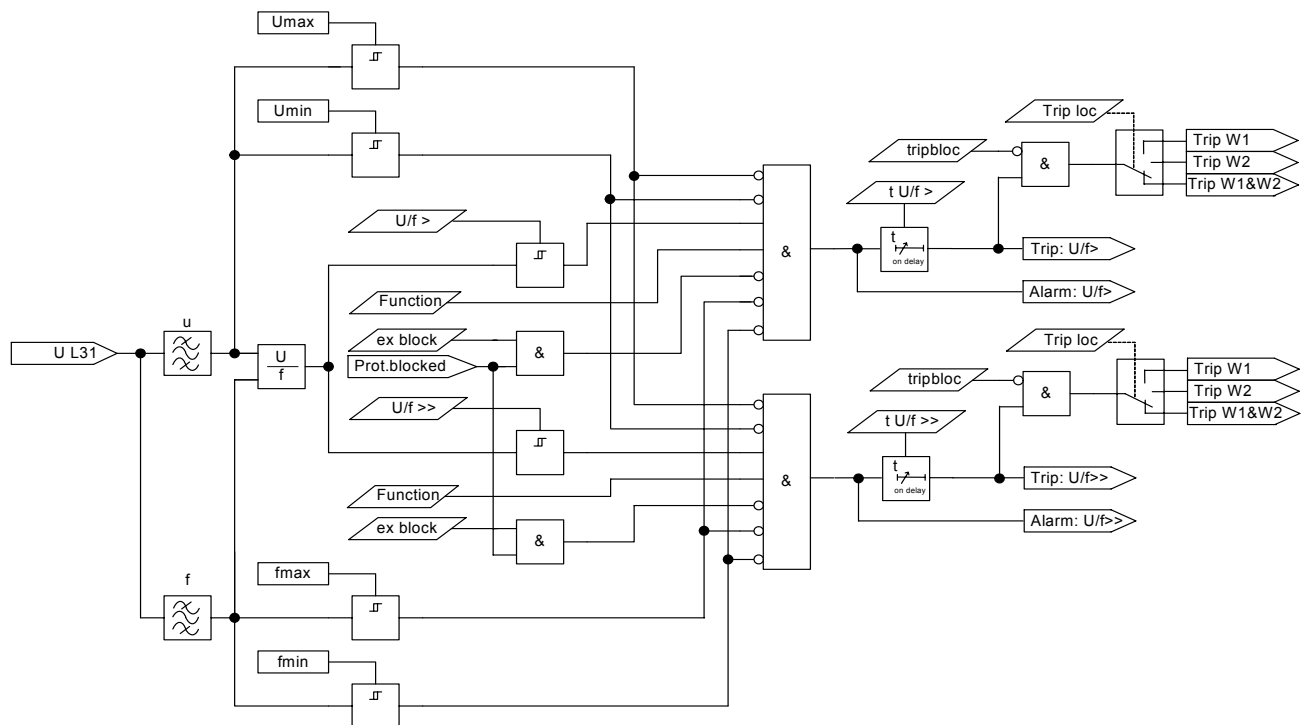 Umax
Umin
Trip loc
Trip W1
tripbloc
&
Trip W2
Trip W1&W2
t U/f >
U/f >
t
on delay
&
Trip: U/f>
Function
Alarm: U/f>
u
ex block
&
U L31
U
f
Prot.blocked
Trip loc
Trip W1
tripbloc
&
Trip W2
Trip W1&W2
U/f >>
t U/f >>
t
on delay
&
Trip: U/f>>
Function
ex block
&
Alarm: U/f>>
f
fmax
fmin